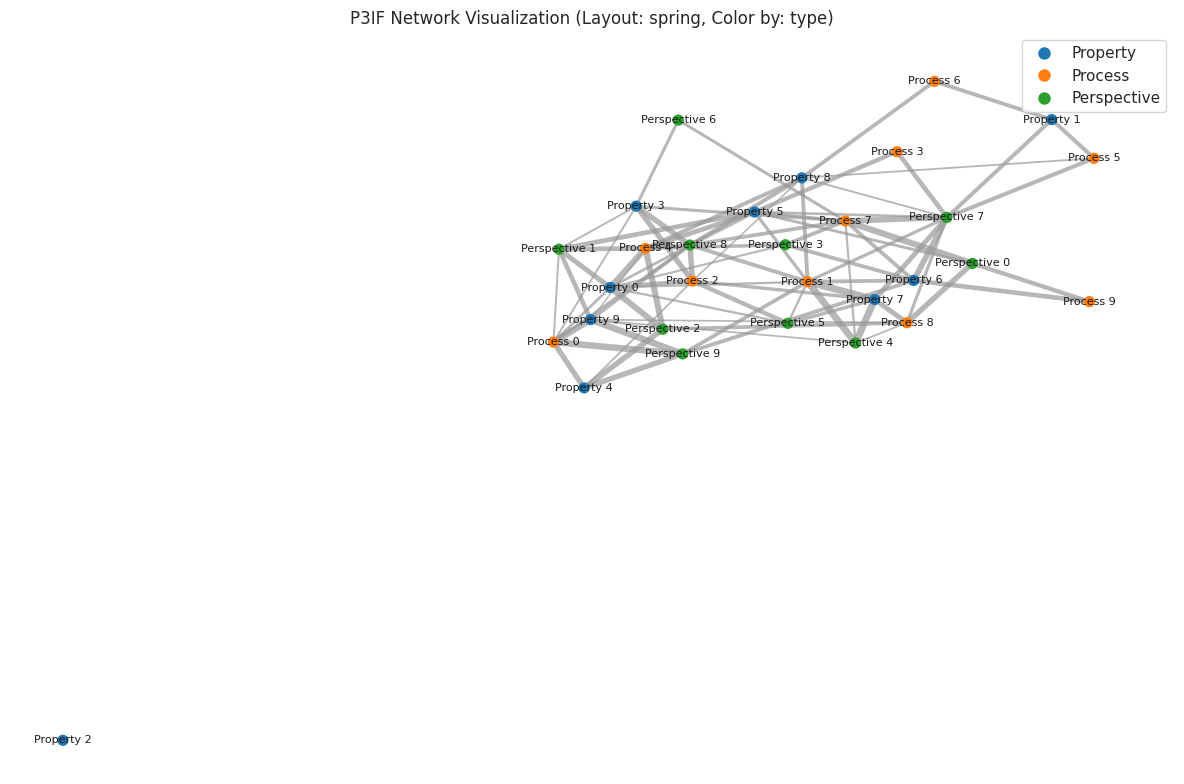 P3IF Network Visualization (Layout: spring, Color by: type)
Property
Process
Perspective
Process 6
Perspective 6
Property 1
Process 3
Process 5
Property 8
Property 3
Property 5
Process 7
Perspective 7
Perspective 1
Process 4
Perspective 8
Perspective 3
Perspective 0
Property 0
Process 2
Process 1
Property 6
Property 7
Process 9
Property 9
Perspective 2
Perspective 5
Process 8
Process 0
Perspective 9
Perspective 4
Property 4
Property 2